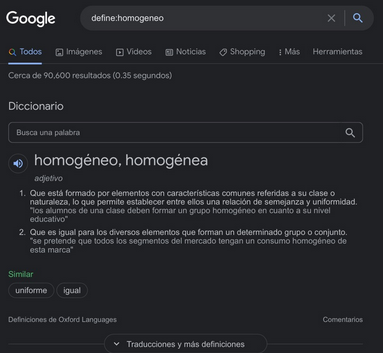 Google
define:homogeneo
Todos Imágenes Videos Noticias Shopping Más Herramientas
Cerca de 90,600 resultados (0.35 segundos)
Diccionario
Busca una palabra
homogéneo, homogénea
adjetivo
1. Que está formado por elementos con características comunes referidas a su clase o
naturaleza, lo que permite establecer entre ellos una relación de semejanza y uniformidad.
"los alumnos de una clase deben formar un grupo homogéneo en cuanto a su nivel
educativo"
2. Que es igual para los diversos elementos que forman un determinado grupo o conjunto.
"se pretende que todos los segmentos del mercado tengan un consumo homogéneo de
esta marca"
Similar
uniforme igual
Definiciones de Oxford Languages Comentarios
Traducciones y más definiciones